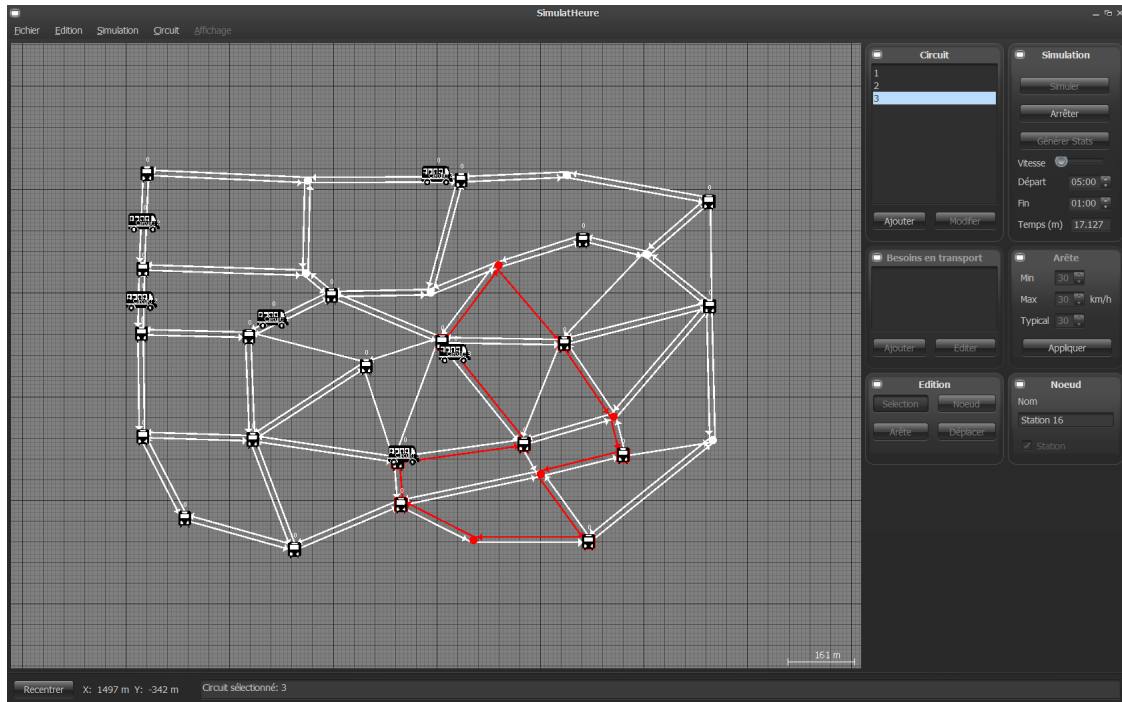 SimulatHeure
Fichier Edition Simulation Circuit Affichage
Circuit
1
2
3
Ajouter Modifier
Simulation
Simuler
Arrêter
Générer Stats
Vitesse
Départ 05:00
Fin 01:00
Temps (m) 17.127
Besoins en transport
Ajouter Editer
Arête
Min 30
Max 30 km/h
Typical 30
Appliquer
Edition
Selection Noeud
Arête Déplacer
Noeud
Nom
Station 16
Station
161 m
Recentrer X: 1497 m Y: -342 m Circuit sélectionné: 3